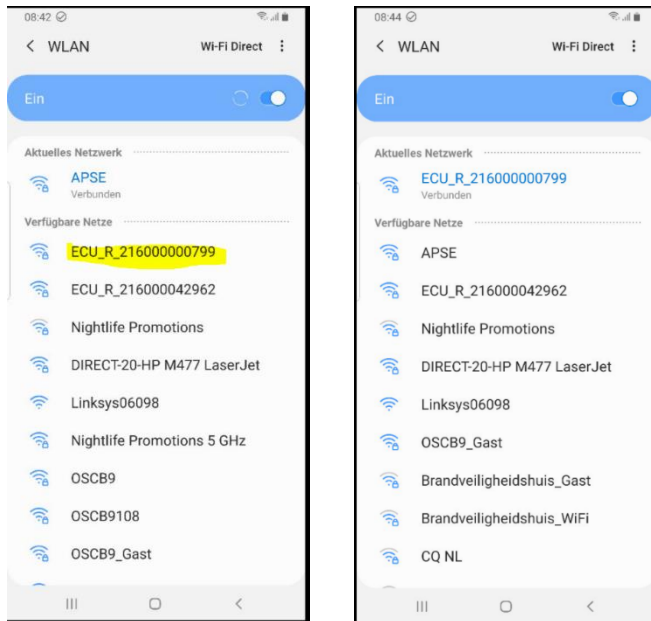 08:42
WLAN Wi-Fi Direct
Ein
Aktuelles Netzwerk
APSE
Verbunden
Verfügbare Netze
ECU_R_216000000799
ECU_R_216000042962
Nightlife Promotions
DIRECT-20-HP M477 LaserJet
Linksys06098
Nightlife Promotions 5 GHz
OSCB9
OSCB9108
OSCB9_Gast
08:44
WLAN Wi-Fi Direct
Ein
Aktuelles Netzwerk
ECU_R_216000000799
Verbunden
Verfügbare Netze
APSE
ECU_R_216000042962
Nightlife Promotions
DIRECT-20-HP M477 LaserJet
Linksys06098
OSCB9_Gast
Brandveiligheidshuis_Gast
Brandveiligheidshuis_WiFi
CQ NL